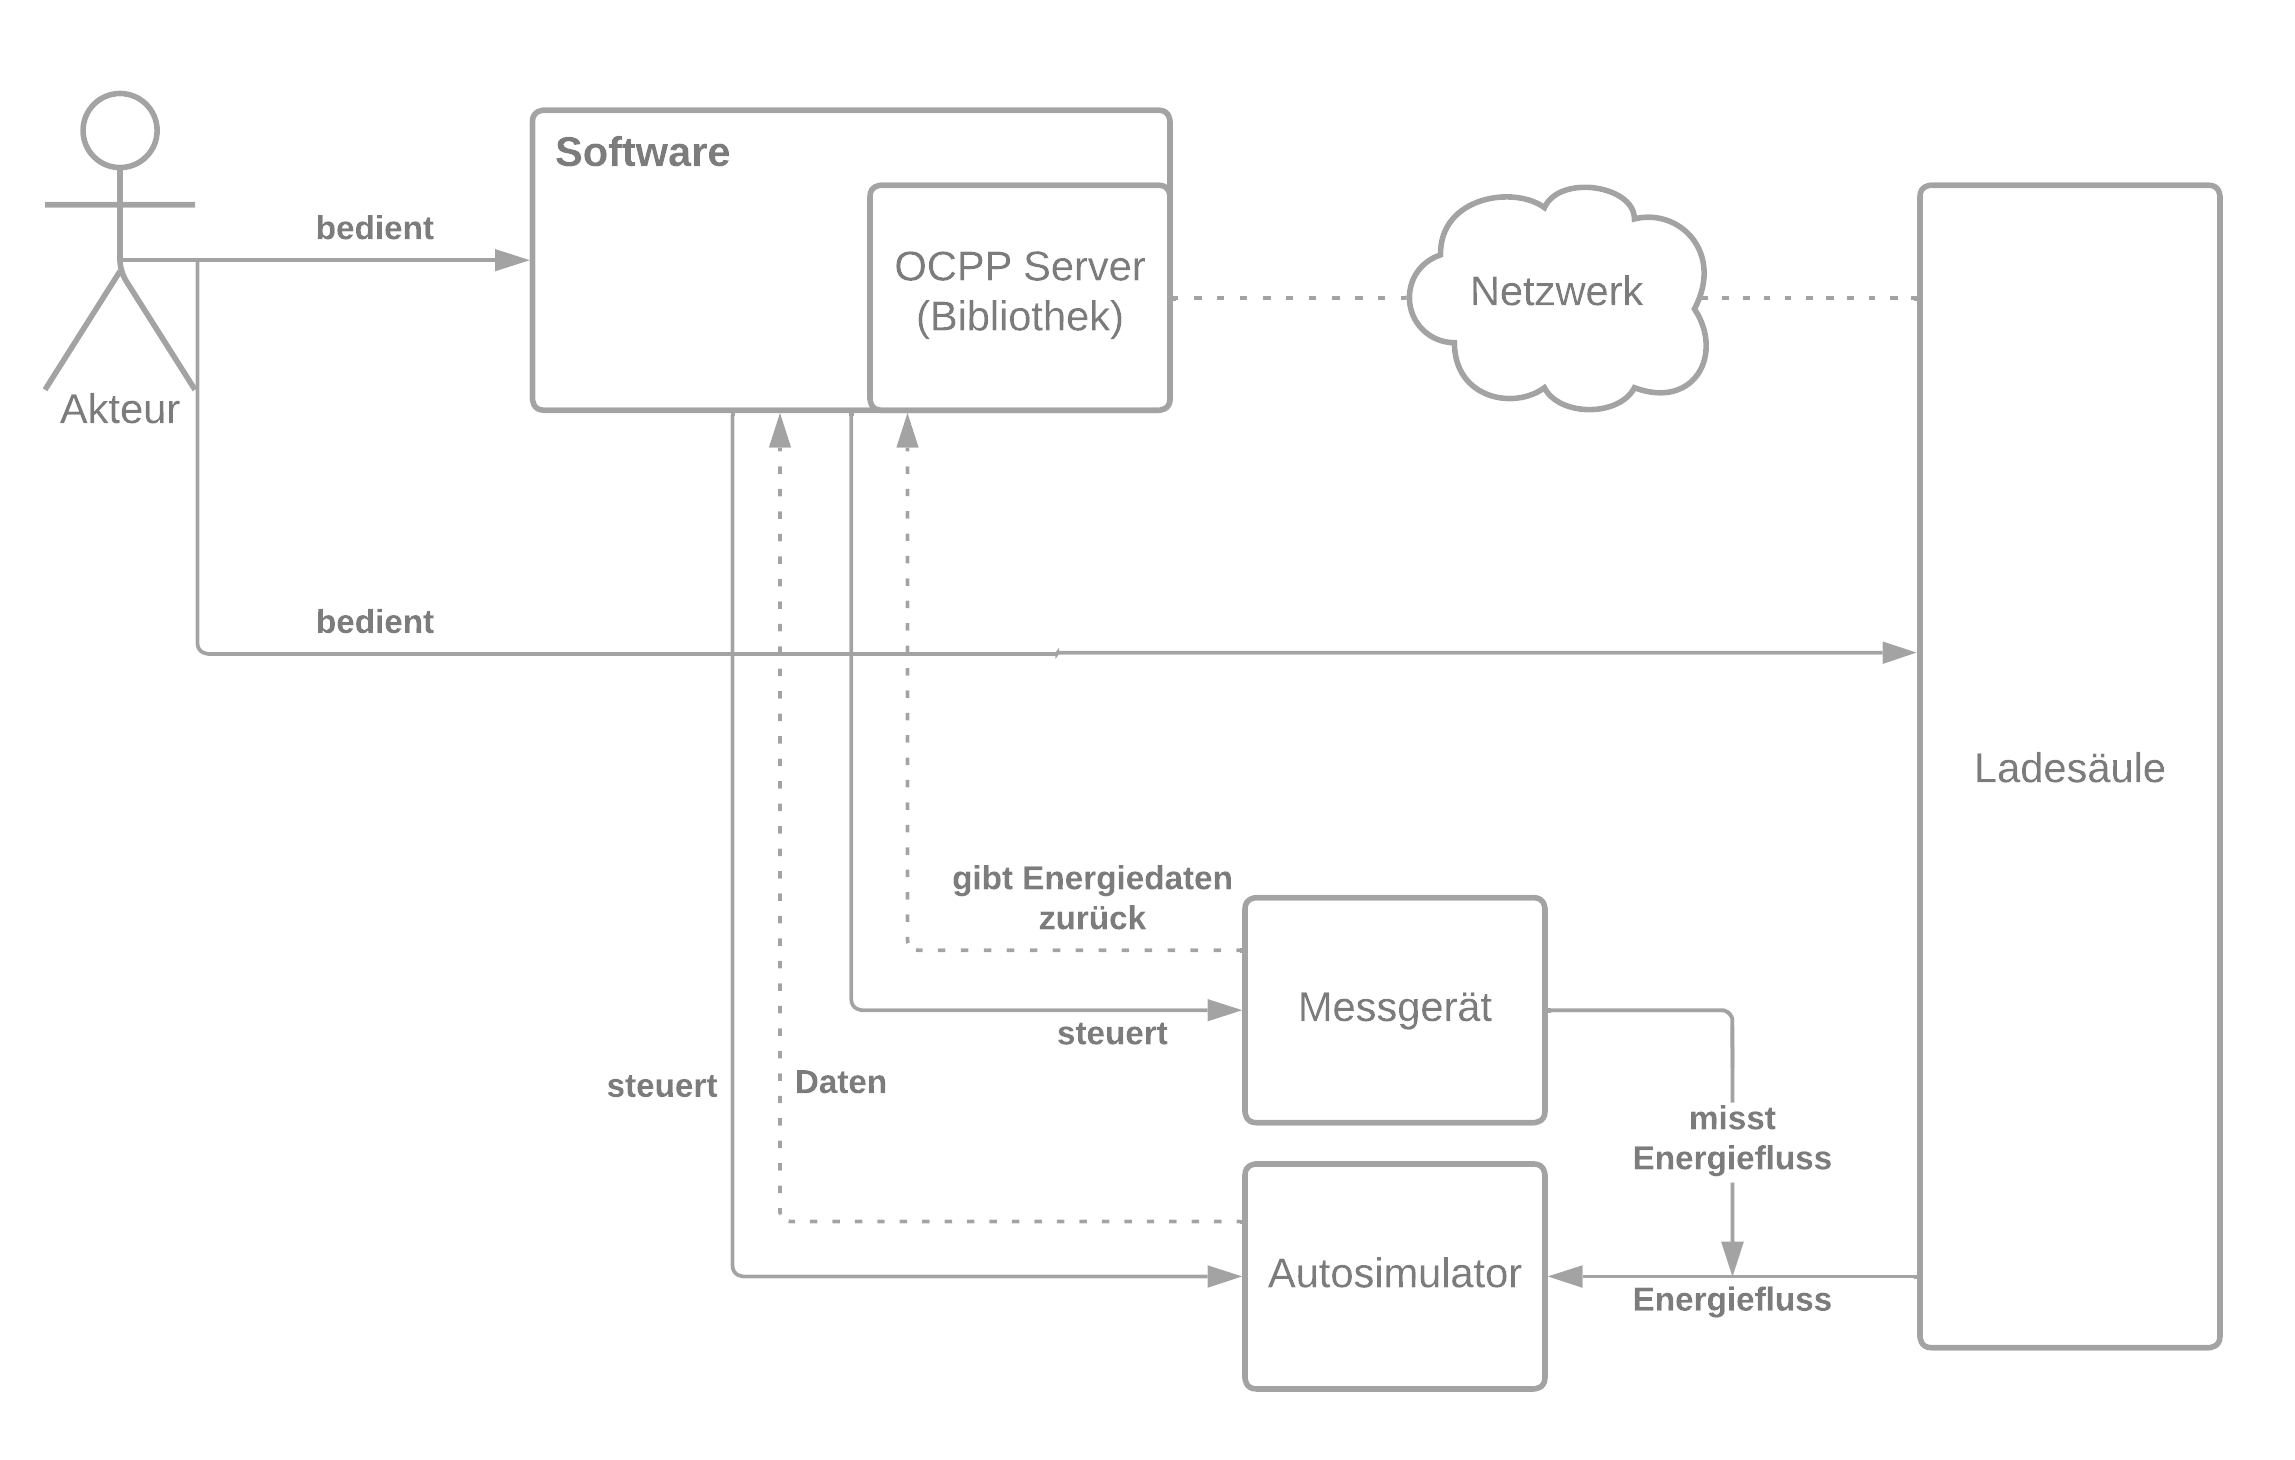 Software
bedient
OCPP Server
(Bibliothek)
Netzwerk
Akteur
bedient
Ladesäule
gibt Energiedaten
zurück
Messgerät
steuert
steuert
Daten
misst
Energiefluss
Autosimulator
Energiefluss